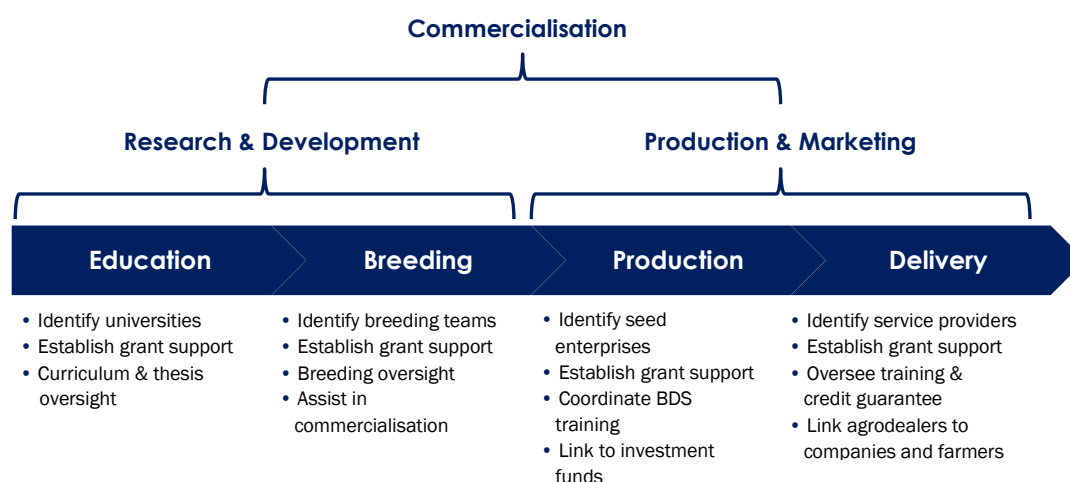 Commercialisation
Research & Development
Production & Marketing
Education
Breeding
Production
Delivery
• Identify universities
• Establish grant support
• Curriculum & thesis
oversight
• Identify breeding teams
• Establish grant support
• Breeding oversight
• Assist in
commercialisation
• Identify seed
enterprises
• Establish grant support
• Coordinate BDS
training
• Link to investment
funds
• Identify service providers
• Establish grant support
• Oversee training &
credit guarantee
• Link agrodealers to
companies and farmers